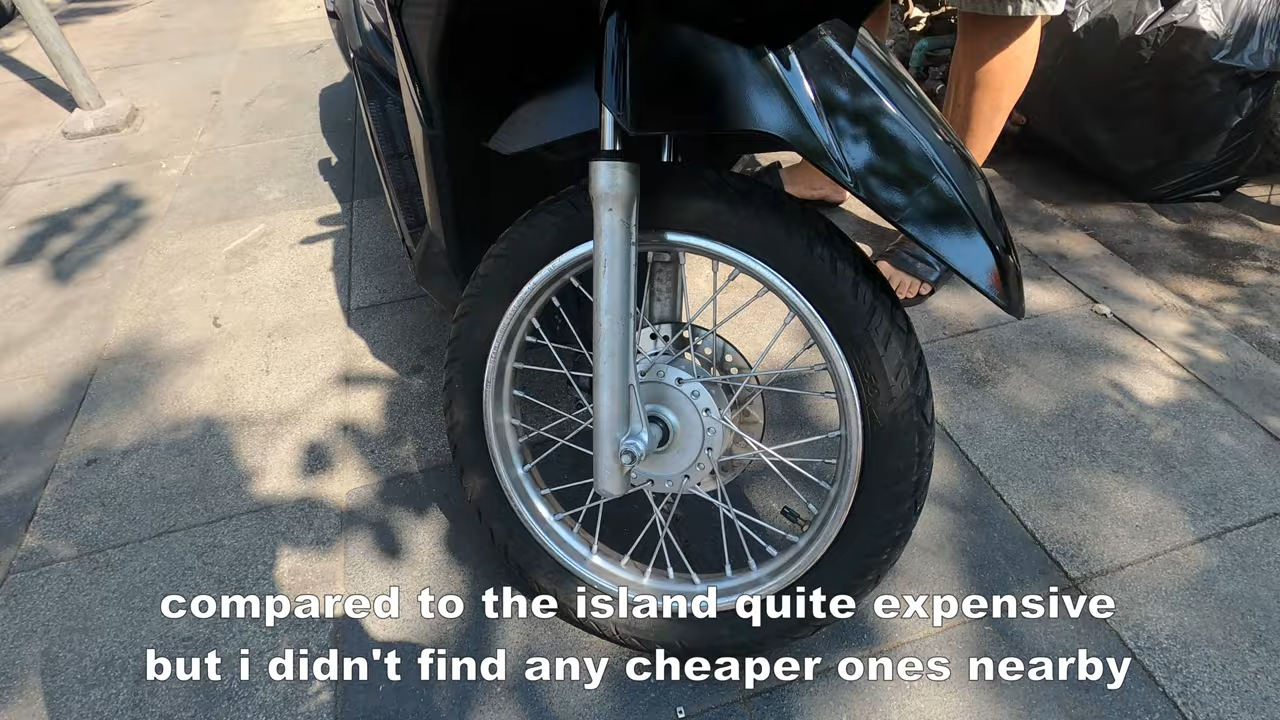 compared to the island quite expensive
but i didn't find any cheaper ones nearby